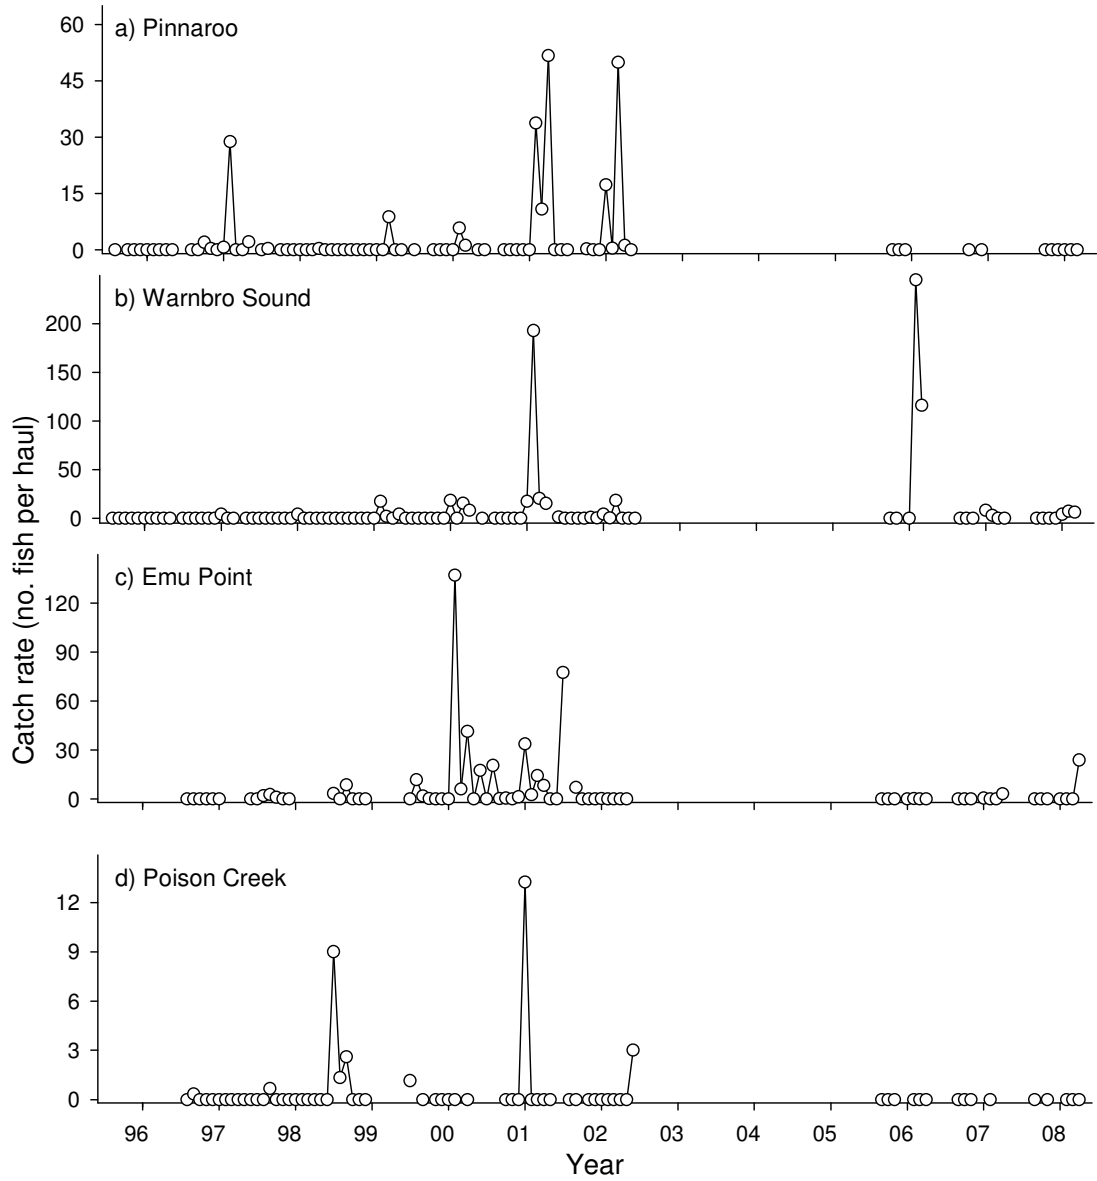 a) Pinnaroo
60
45
30
15
0
b) Warnbro Sound
200
150
100
50
0
Catch rate (no. fish per haul)
c) Emu Point
120
90
60
30
0
d) Poison Creek
12
9
6
3
0
96 97 98 99 00 01 02 03 04 05 06 07 08
Year